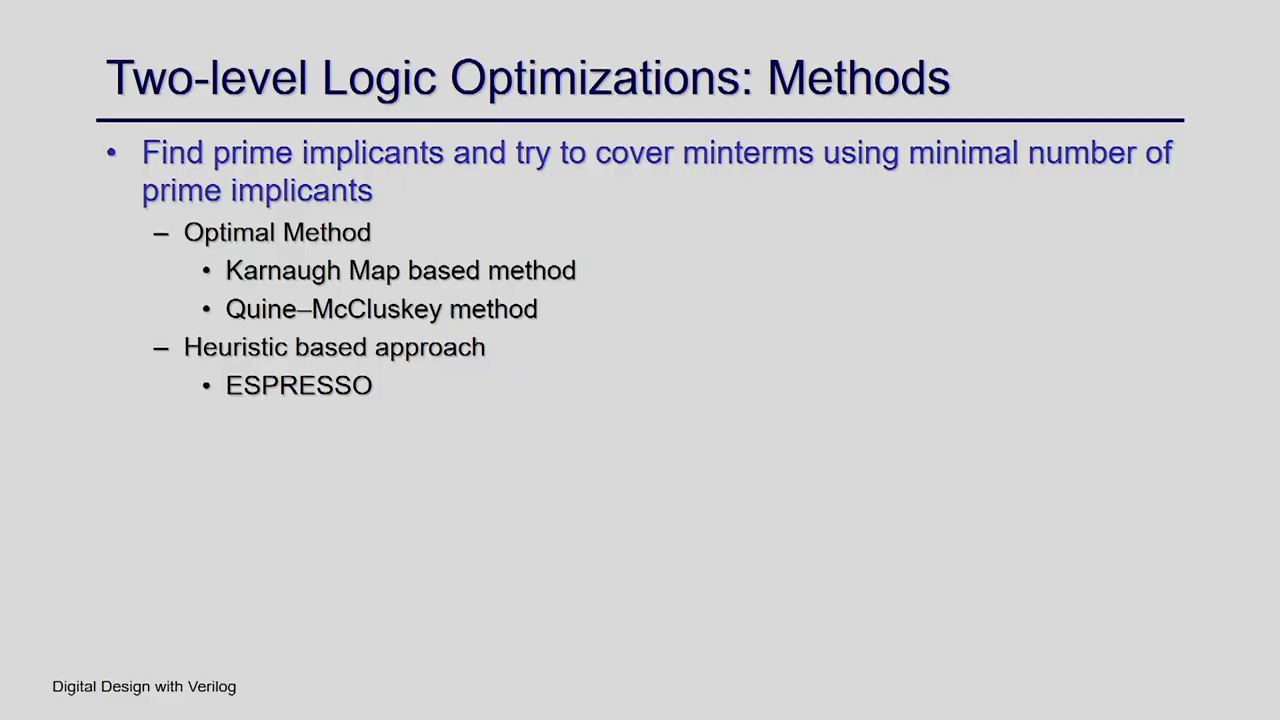 Two-level Logic Optimizations: Methods
• Find prime implicants and try to cover minterms using minimal number of
prime implicants
– Optimal Method
• Karnaugh Map based method
• Quine–McCluskey method
– Heuristic based approach
• ESPRESSO
Digital Design with Verilog